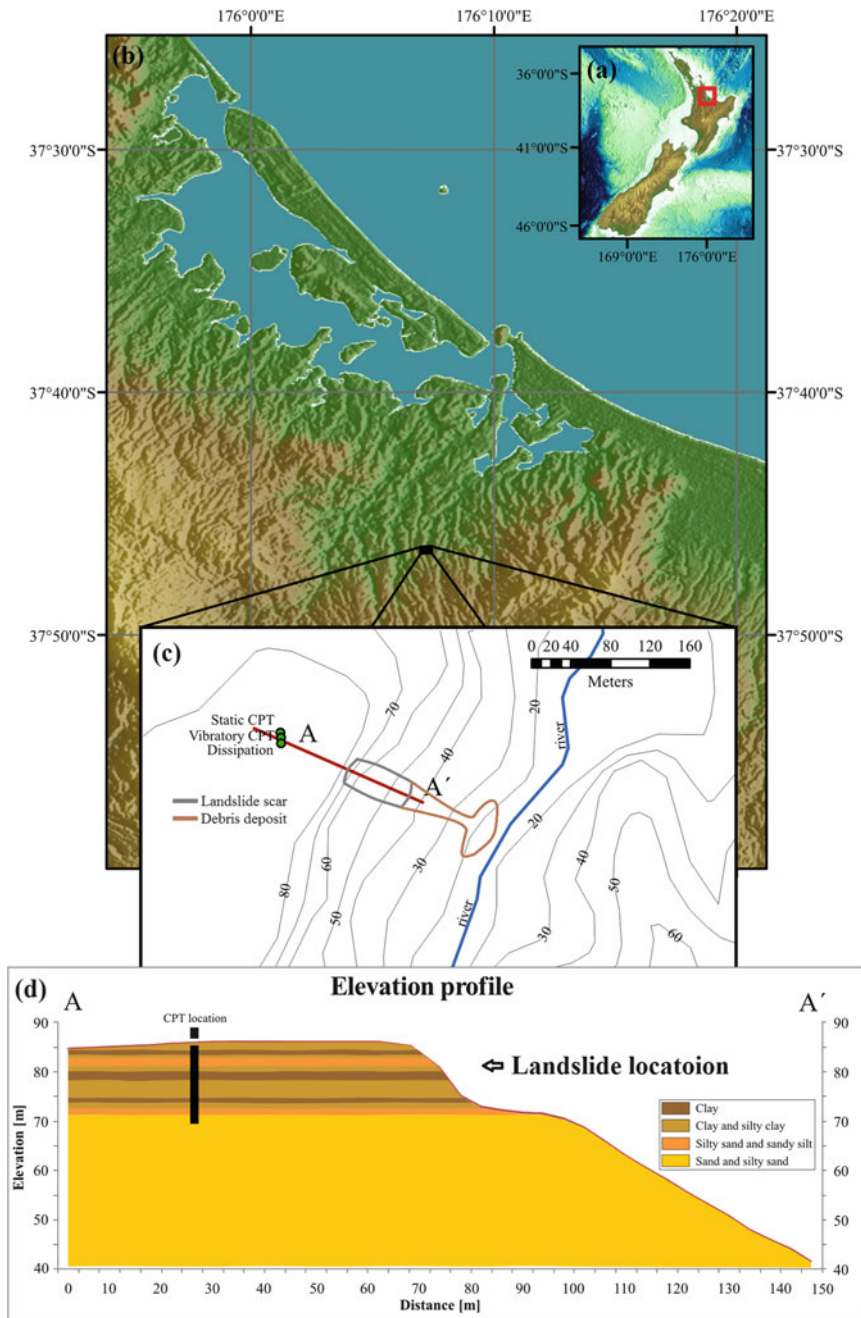 176°0'0"E 176°10'0"E 176°20'0"E
(b)
(a)
36°0'0"S
41°0'0"S
46°0'0"S
169°0'0"E 176°0'0"E
37°30'0"S 37°30'0"S
37°40'0"S 37°40'0"S
37°50'0"S 37°50'0"S
(c)
0 20 40 80 120 160
Meters
Static CPT
Vibratory CPT
Dissipation
A
A´
Landslide scar
Debris deposit
70
40
20
river
20
80
60
50
30
40
50
river
30
60
(d)
Elevation profile
A
A´
CPT location
Landslide locatoion
Elevation [m]
90
80
70
60
50
40
Clay
Clay and silty clay
Silty sand and sandy silt
Sand and silty sand
90
80
70
60
50
40
Elevation [m]
0 10 20 30 40 50 60 70 80 90 100 110 120 130 140 150
Distance [m]